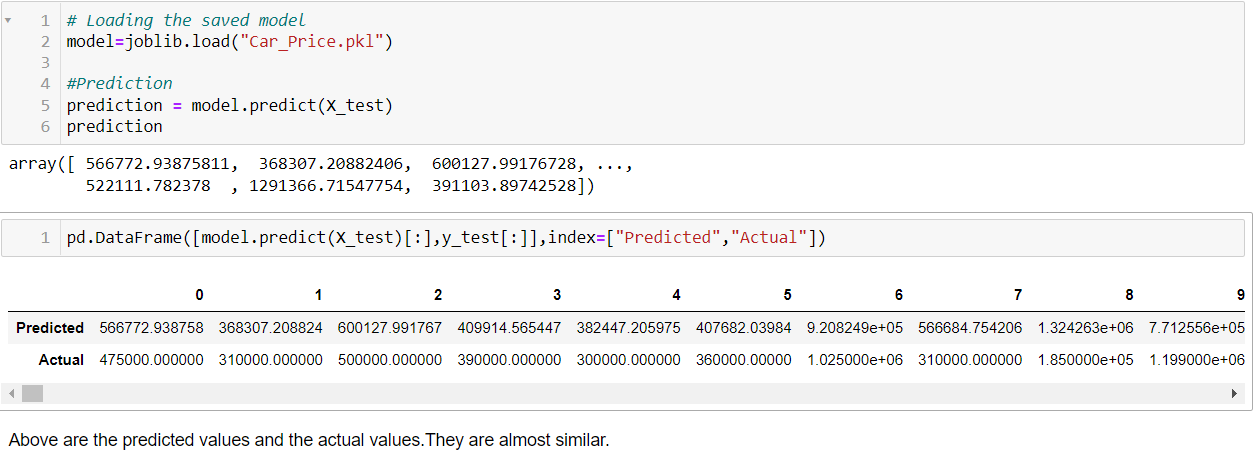 1 # Loading the saved model
2 model=joblib.load("Car_Price.pkl")
3
4 #Prediction
5 prediction = model.predict(X_test)
6 prediction
array([ 566772.93875811, 368307.20882406, 600127.99176728, ...,
522111.782378 , 1291366.71547754, 391103.89742528])
1 pd.DataFrame([model.predict(X_test)[:],y_test[:]],index=["Predicted","Actual"])
0 1 2 3 4 5 6 7 8 9
Predicted 566772.938758 368307.208824 600127.991767 409914.565447 382447.205975 407682.03984 9.208249e+05 566684.754206 1.324263e+06 7.712556e+05
Actual 475000.000000 310000.000000 500000.000000 390000.000000 300000.000000 360000.00000 1.025000e+06 310000.000000 1.850000e+05 1.199000e+06
Above are the predicted values and the actual values.They are almost similar.